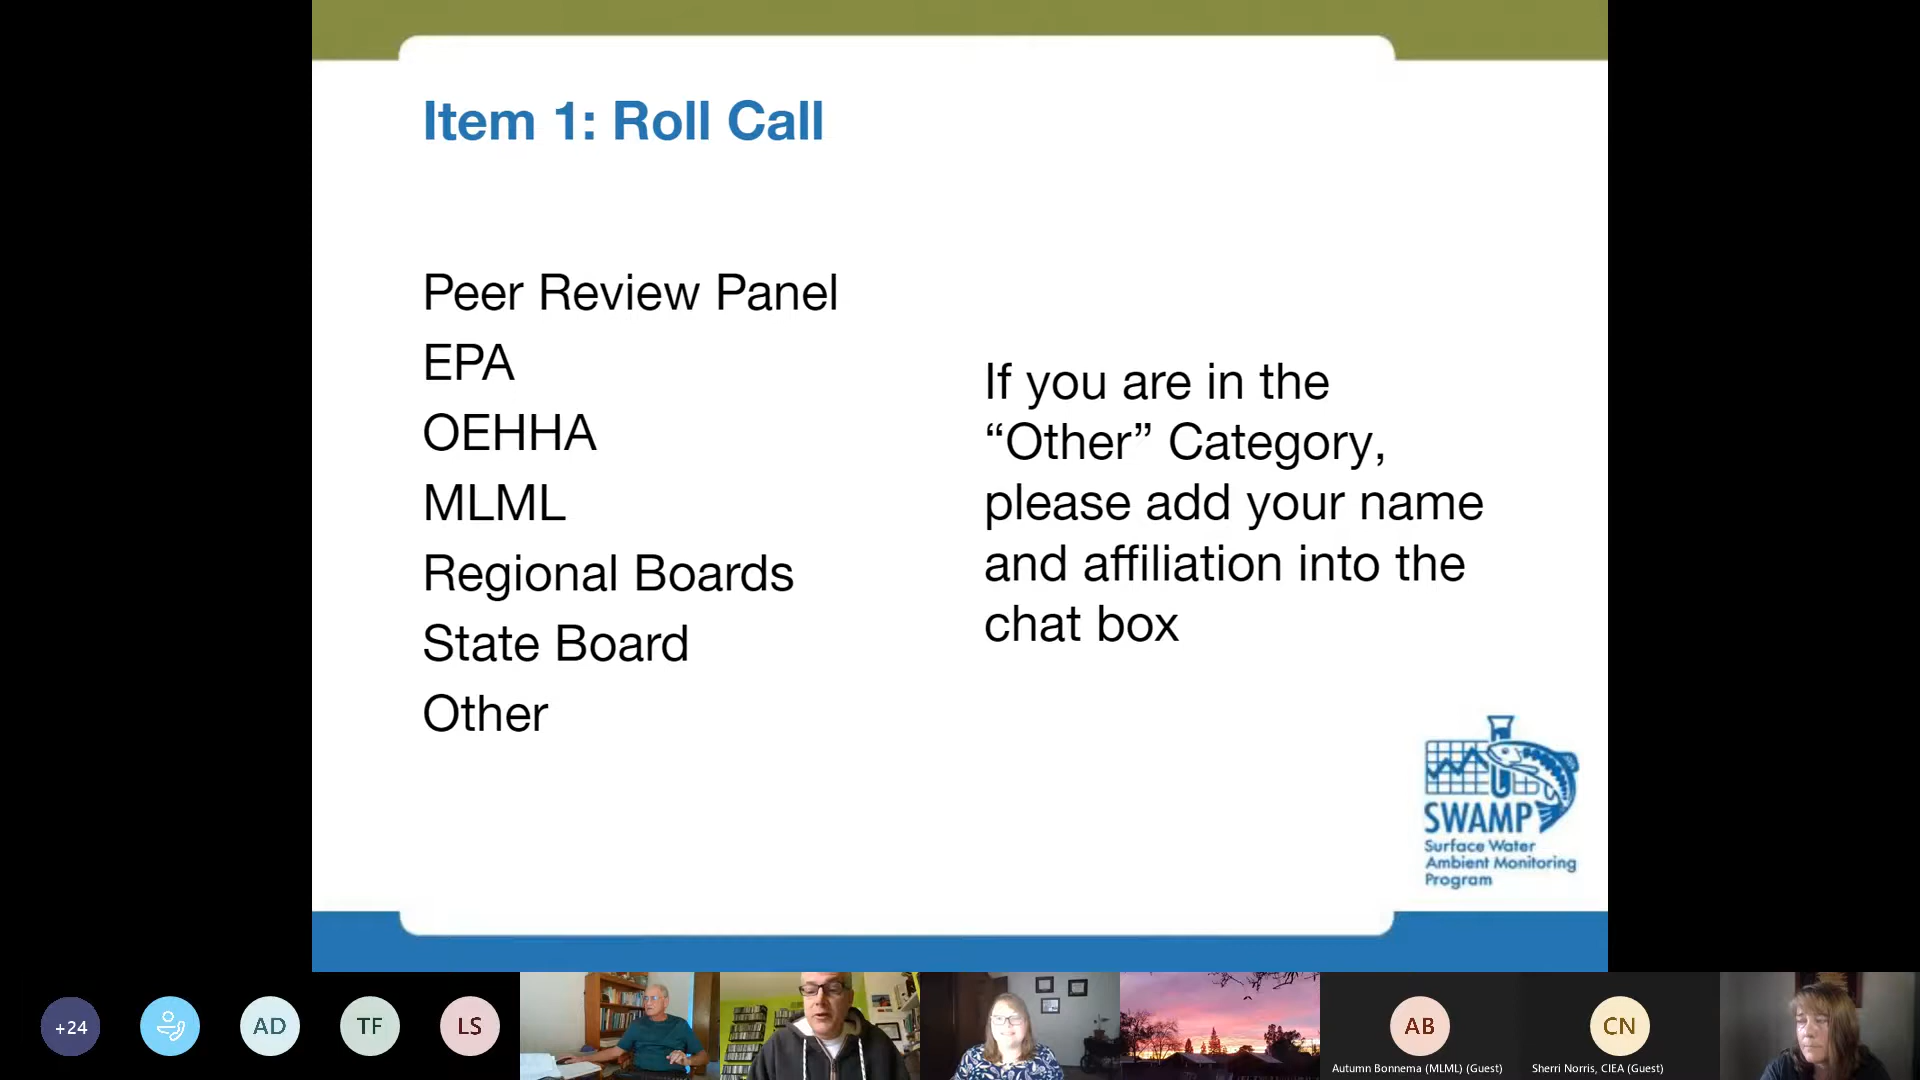 Item 1: Roll Call
Peer Review Panel
EPA
OEHHA
MLML
Regional Boards
State Board
Other
If you are in the
“Other” Category,
please add your name
and affiliation into the
chat box
SWAMP
Surface Water
Ambient Monitoring
Program
+24
AD
TF
LS
AB
Autumn Bonnema (MLML) (Guest)
CN
Sherri Norris, CIEA (Guest)